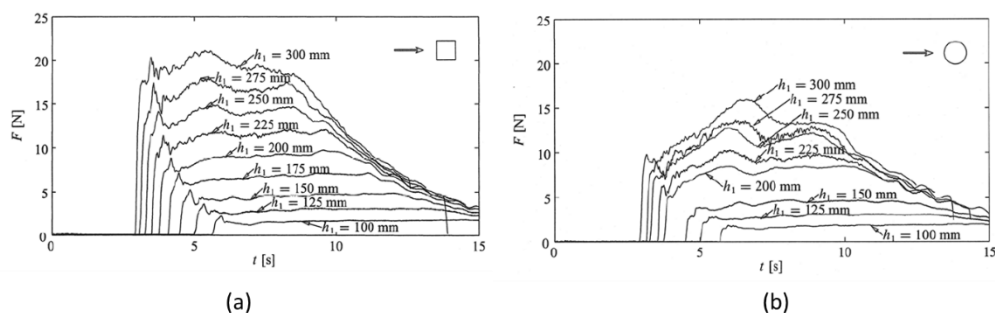 25
20
15
10
5
0
F [N]
h₁ = 300 mm
h₁ = 275 mm
h₁ = 250 mm
h₁ = 225 mm
h₁ = 200 mm
h₁ = 175 mm
h₁ = 150 mm
h₁ = 125 mm
h₁ = 100 mm
0
5
10
15
t [s]
(a)
25
20
15
10
5
0
F [N]
h₁ = 300 mm
h₁ = 275 mm
h₁ = 250 mm
h₁ = 225 mm
h₁ = 200 mm
h₁ = 150 mm
h₁ = 125 mm
h₁ = 100 mm
0
5
10
15
t [s]
(b)